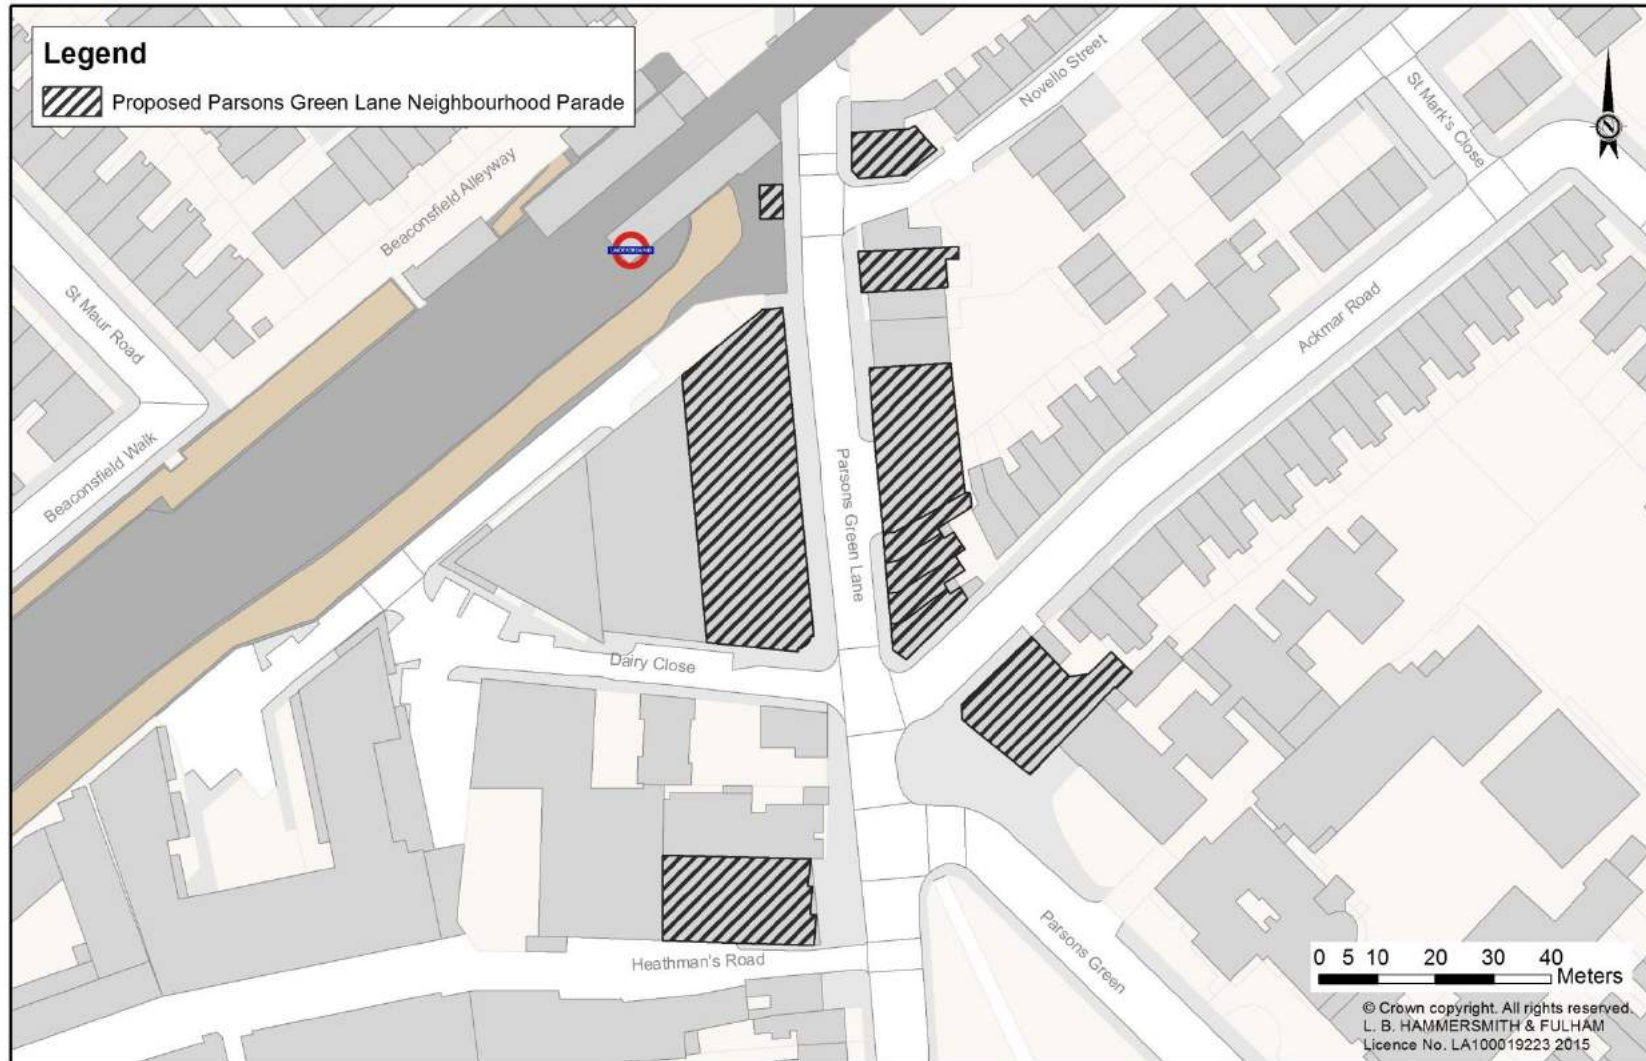 Legend
Proposed Parsons Green Lane Neighbourhood Parade
Novello Street
St Mark's Close
N
Beaconsfield Alleyway
UNDERGROUND
St Maur Road
Ackmar Road
Beaconsfield Walk
Parsons Green Lane
Dairy Close
Parsons Green
Heathman's Road
0 5 10 20 30 40
Meters
© Crown copyright. All rights reserved.
L. B. HAMMERSMITH & FULHAM
Licence No. LA100019223 2015